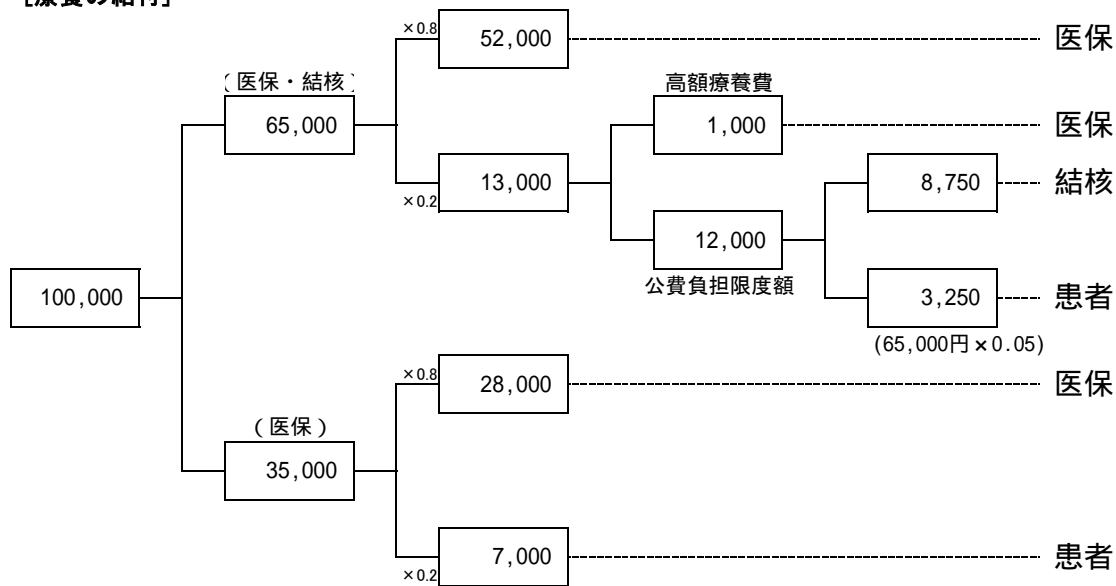 [療養の給付]
×0.8
52,000
医保
(医保・結核)
65,000
高額療養費
1,000
医保
×0.2
13,000
8,750
結核
12,000
公費負担限度額
100,000
3,250
患者
(65,000円×0.05)
×0.8
28,000
医保
(医保)
35,000
×0.2
7,000
患者